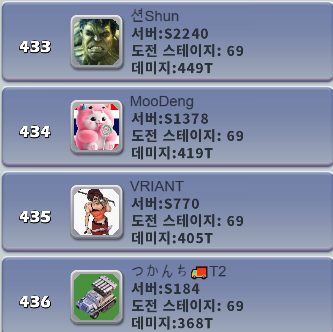 433
션Shun
서버:S2240
도전 스테이지: 69
데미지:449T
434
MooDeng
서버:S1378
도전 스테이지: 69
데미지:419T
435
VRIANT
서버:S770
도전 스테이지: 69
데미지:405T
436
つかんち🚚T2
서버:S184
도전 스테이지: 69
데미지:368T